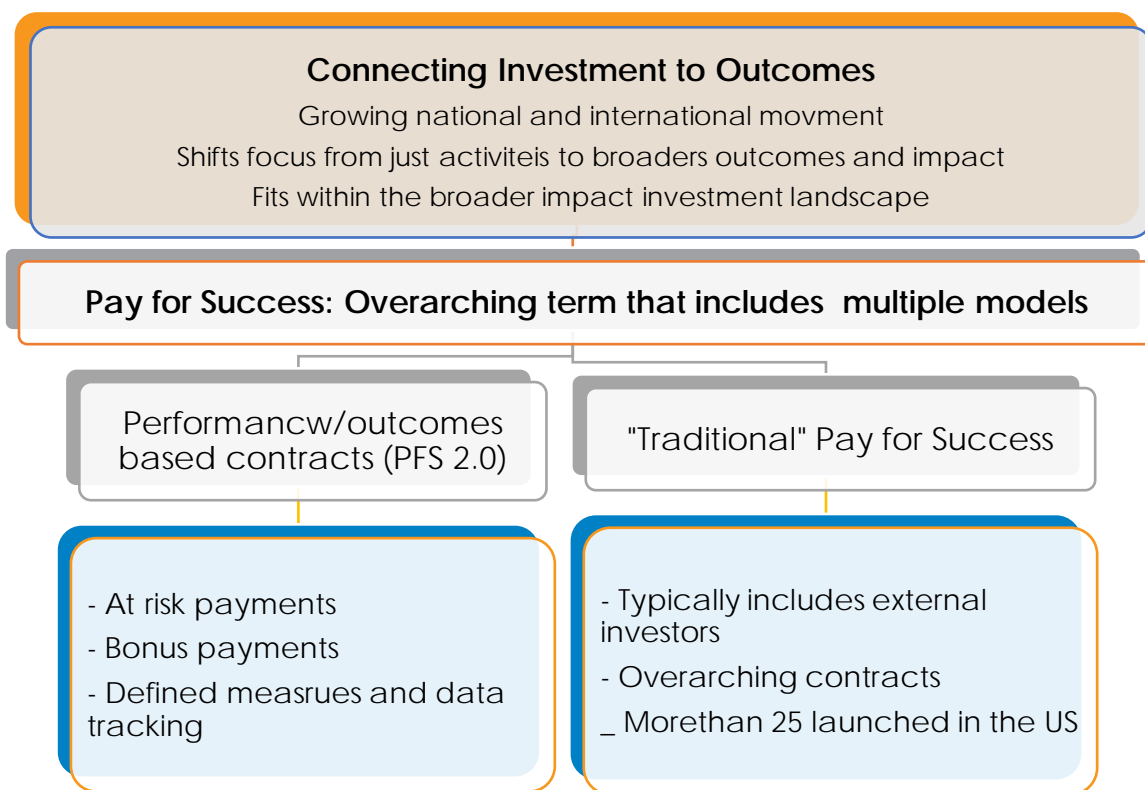 Connecting Investment to Outcomes
Growing national and international movment
Shifts focus from just activiteis to broaders outcomes and impact
Fits within the broader impact investment landscape
Pay for Success: Overarching term that includes  multiple models
Performancw/outcomes
based contracts (PFS 2.0)
"Traditional" Pay for Success
- At risk payments
- Bonus payments
- Defined measrues and data
tracking
- Typically includes external
investors
- Overarching contracts
_ Morethan 25 launched in the US